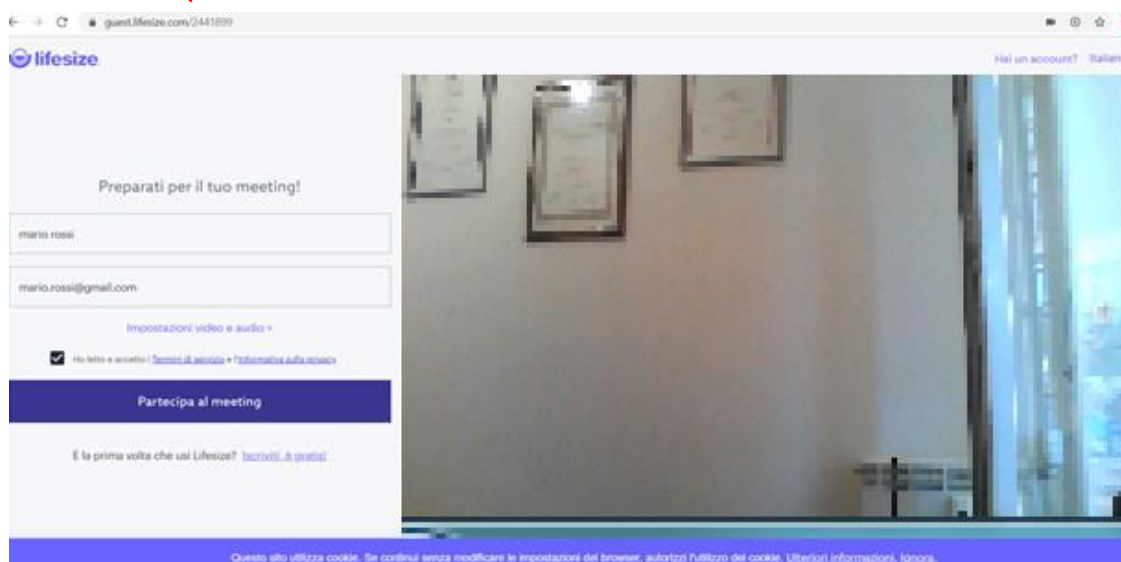 guest.lifesize.com/2441899
lifesize
Hai un account? Italian
Preparati per il tuo meeting!
mario rossi
mario.rossi@gmail.com
Impostazioni video e audio >
Ho letto e accetto i Termini di servizio e l'Informativa sulla privacy
Partecipa al meeting
È la prima volta che usi Lifesize? Iscriviti, è gratis!
Questo sito utilizza cookie. Se continui senza modificare le impostazioni del browser, autorizzi l'utilizzo dei cookie. Ulteriori informazioni. Ignora.